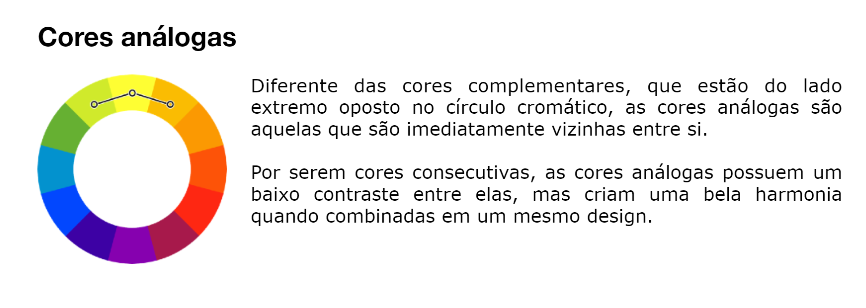 Cores análogas
Diferente das cores complementares, que estão do lado
extremo oposto no círculo cromático, as cores análogas são
aquelas que são imediatamente vizinhas entre si.
Por serem cores consecutivas, as cores análogas possuem um
baixo contraste entre elas, mas criam uma bela harmonia
quando combinadas em um mesmo design.